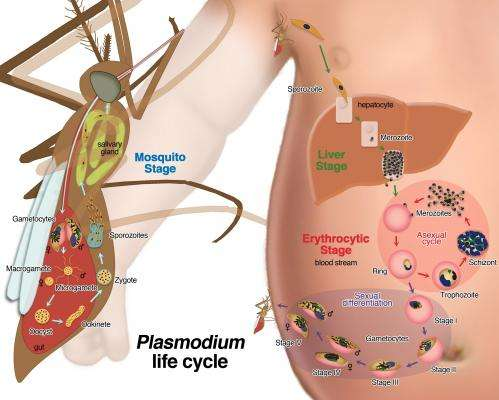 Sporozoite
hepatocyte
Merozoite
Liver
Stage
salivary
gland
Mosquito
Stage
Gametocytes
Sporozoites
Macrogamete
Microgamete
Zygote
Oocyst
Ookinete
gut
Plasmodium
life cycle
Erythrocytic
Stage
blood stream
Merozoites
Asexual
cycle
Schizont
Ring
Trophozoite
Sexual
differentiation
Stage I
Gametocytes
Stage V
Stage IV
Stage III
Stage II